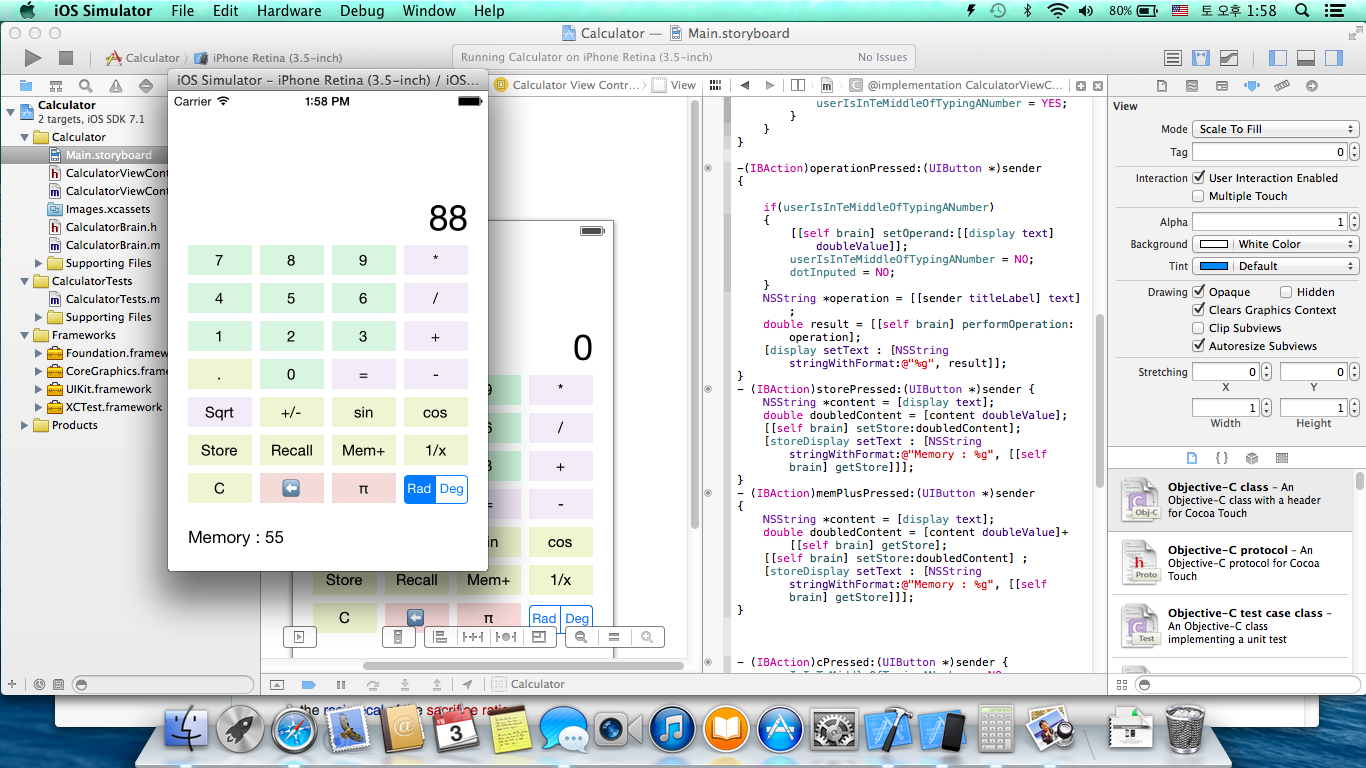 iOS Simulator File Edit Hardware Debug Window Help 80% 토 오후 1:58
Calculator — Main.storyboard
Calculator 〉 iPhone Retina (3.5-inch)
Running Calculator on iPhone Retina (3.5-inch) No Issues
iOS Simulator – iPhone Retina (3.5-inch) / iOS...
Carrier 1:58 PM
88
7 8 9 *
4 5 6 /
1 2 3 +
. 0 = -
Sqrt +/- sin cos
Store Recall Mem+ 1/x
C π Rad Deg
Memory : 55
Calculator
2 targets, iOS SDK 7.1
Calculator
Main.storyboard
CalculatorViewCont
CalculatorViewCont
Images.xcassets
CalculatorBrain.h
CalculatorBrain.m
Supporting Files
CalculatorTests
CalculatorTests.m
Supporting Files
Frameworks
Foundation.framew
CoreGraphics.frame
UIKit.framework
XCTest.framework
Products
Calculator View Contr... 〉 View
0
*
/
+
-
in cos
Store Recall Mem+ 1/x
C π Rad Deg
Calculator
@implementation CalculatorViewC...
userIsInTeMiddleOfTypingANumber = YES;
}
}
}
-(IBAction)operationPressed:(UIButton *)sender
{
if(userIsInTeMiddleOfTypingANumber)
{
[[self brain] setOperand:[[display text]
doubleValue]];
userIsInTeMiddleOfTypingANumber = NO;
dotInputed = NO;
}
NSString *operation = [[sender titleLabel] text]
;
double result = [[self brain] performOperation:
operation];
[display setText : [NSString
stringWithFormat:@"%g", result]];
}
- (IBAction)storePressed:(UIButton *)sender {
NSString *content = [display text];
double doubledContent = [content doubleValue];
[[self brain] setStore:doubledContent];
[storeDisplay setText : [NSString
stringWithFormat:@"Memory : %g", [[self
brain] getStore]]];
}
- (IBAction)memPlusPressed:(UIButton *)sender
{
NSString *content = [display text];
double doubledContent = [content doubleValue]+
[[self brain] getStore];
[[self brain] setStore:doubledContent] ;
[storeDisplay setText : [NSString
stringWithFormat:@"Memory : %g", [[self
brain] getStore]]];
}
- (IBAction)cPressed:(UIButton *)sender {
View
Mode Scale To Fill
Tag 0
Interaction User Interaction Enabled
Multiple Touch
Alpha 1
Background White Color
Tint Default
Drawing Opaque Hidden
Clears Graphics Context
Clip Subviews
Autoresize Subviews
Stretching 0 0
X Y
1 1
Width Height
Objective-C class – An
Objective-C class with a header
for Cocoa Touch
Objective-C protocol – An
Objective-C protocol for Cocoa
Touch
Objective-C test case class –
An Objective-C class
implementing a unit test
Obj-C
Proto
Test
3